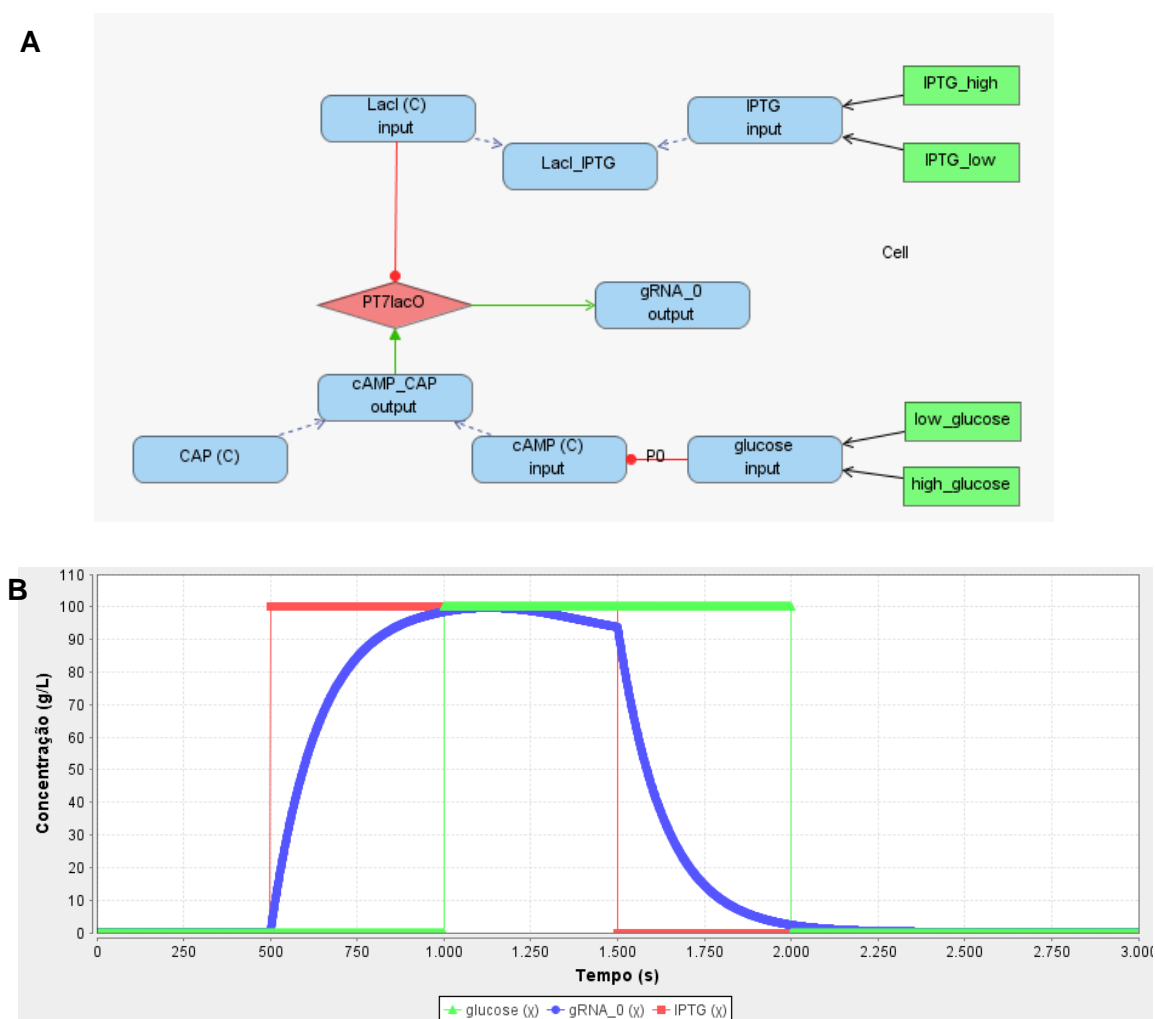 A
LacI (C)
input
IPTG
input
IPTG_high
IPTG_low
LacI_IPTG
Cell
PT7lacO
gRNA_0
output
cAMP_CAP
output
CAP (C)
cAMP (C)
input
P0
glucose
input
low_glucose
high_glucose
B
110
100
90
80
70
60
50
40
30
20
10
0
Concentração (g/L)
0 250 500 750 1.000 1.250 1.500 1.750 2.000 2.250 2.500 2.750 3.000
Tempo (s)
glucose (χ) gRNA_0 (χ) IPTG (χ)